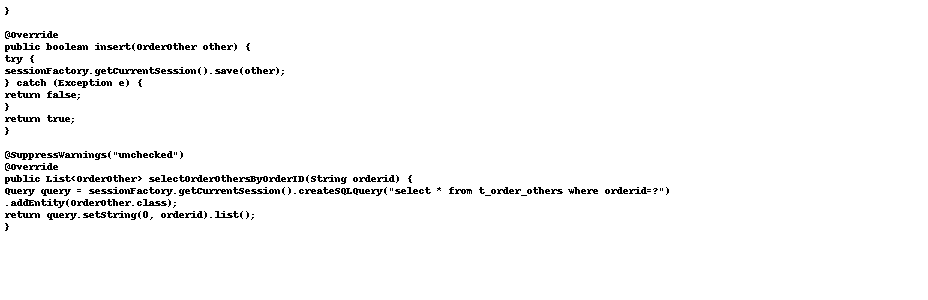 }
@Override
public boolean insert(OrderOther other) {
try {
sessionFactory.getCurrentSession().save(other);
} catch (Exception e) {
return false;
}
return true;
}
@SuppressWarnings("unchecked")
@Override
public List<OrderOther> selectOrderOthersByOrderID(String orderid) {
Query query = sessionFactory.getCurrentSession().createSQLQuery("select * from t_order_others where orderid=?")
.addEntity(OrderOther.class);
return query.setString(0, orderid).list();
}